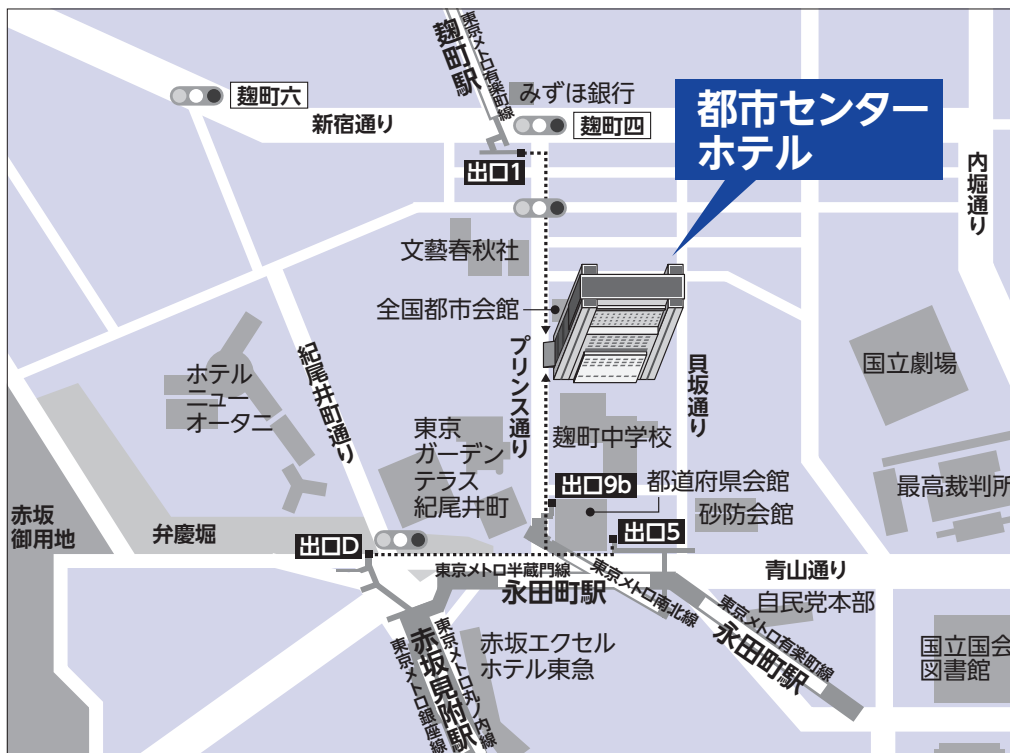 東京メトロ有楽町線
麹町駅
みずほ銀行
麹町六
新宿通り
麹町四
都市センター
ホテル
出口1
内堀通り
文藝春秋社
全国都市会館
プリンス通り
貝坂通り
国立劇場
紀尾井町通り
ホテル
ニュー
オータニ
東京
ガーデン
テラス
紀尾井町
麹町中学校
出口9b
都道府県会館
最高裁判所
赤坂
御用地
弁慶堀
出口D
出口5
砂防会館
東京メトロ半蔵門線
永田町駅
青山通り
東京メトロ南北線
自民党本部
東京メトロ有楽町線
永田町駅
赤坂エクセル
ホテル東急
国立国会
図書館
東京メトロ丸ノ内線
赤坂見附駅
東京メトロ銀座線